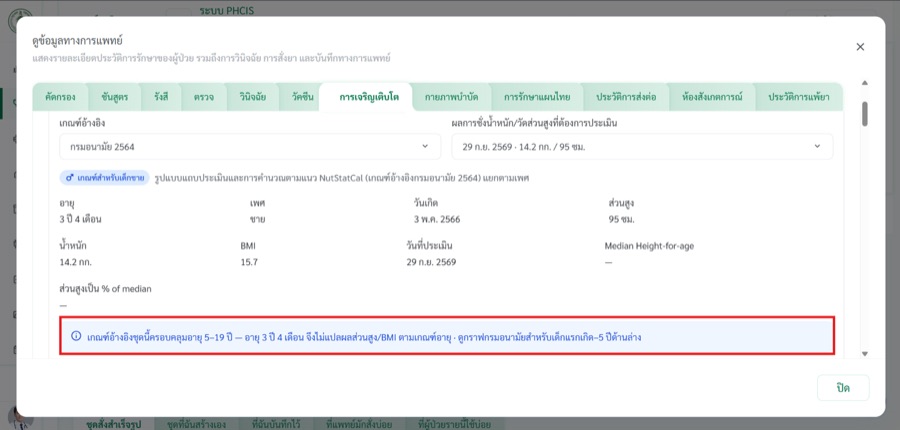 ระบบ PHCIS
ดูข้อมูลทางการแพทย์
แสดงรายละเอียดประวัติการรักษาของผู้ป่วย รวมถึงการวินิจฉัย การสั่งยา และบันทึกทางการแพทย์
คัดกรอง ชันสูตร รังสี ตรวจ วินิจฉัย วัคซีน การเจริญเติบโต กายภาพบำบัด การรักษาแผนไทย ประวัติการส่งต่อ ห้องสังเกตการณ์ ประวัติการแพ้ยา
เกณฑ์อ้างอิง ผลการชั่งน้ำหนัก/วัดส่วนสูงที่ต้องการประเมิน
กรมอนามัย 2564 29 ก.ย. 2569 · 14.2 กก. / 95 ซม.
♂ เกณฑ์สำหรับเด็กชาย รูปแบบแถบประเมินและการคำนวณตามแนว NutStatCal (เกณฑ์อ้างอิงกรมอนามัย 2564) แยกตามเพศ
อายุ เพศ วันเกิด ส่วนสูง
3 ปี 4 เดือน ชาย 3 พ.ค. 2566 95 ซม.
น้ำหนัก BMI วันที่ประเมิน Median Height-for-age
14.2 กก. 15.7 29 ก.ย. 2569 —
ส่วนสูงเป็น % of median
—
เกณฑ์อ้างอิงชุดนี้ครอบคลุมอายุ 5–19 ปี — อายุ 3 ปี 4 เดือน จึงไม่แปลผลส่วนสูง/BMI ตามเกณฑ์อายุ · ดูกราฟกรมอนามัยสำหรับเด็กแรกเกิด–5 ปีด้านล่าง
ปิด
ชุดสั่งสำเร็จรูป ชุดที่ฉันสร้างเอง ที่ฉันบันทึกไว้ ที่แพทย์มักสั่งบ่อย ที่ผู้ป่วยรายนี้ใช้บ่อย